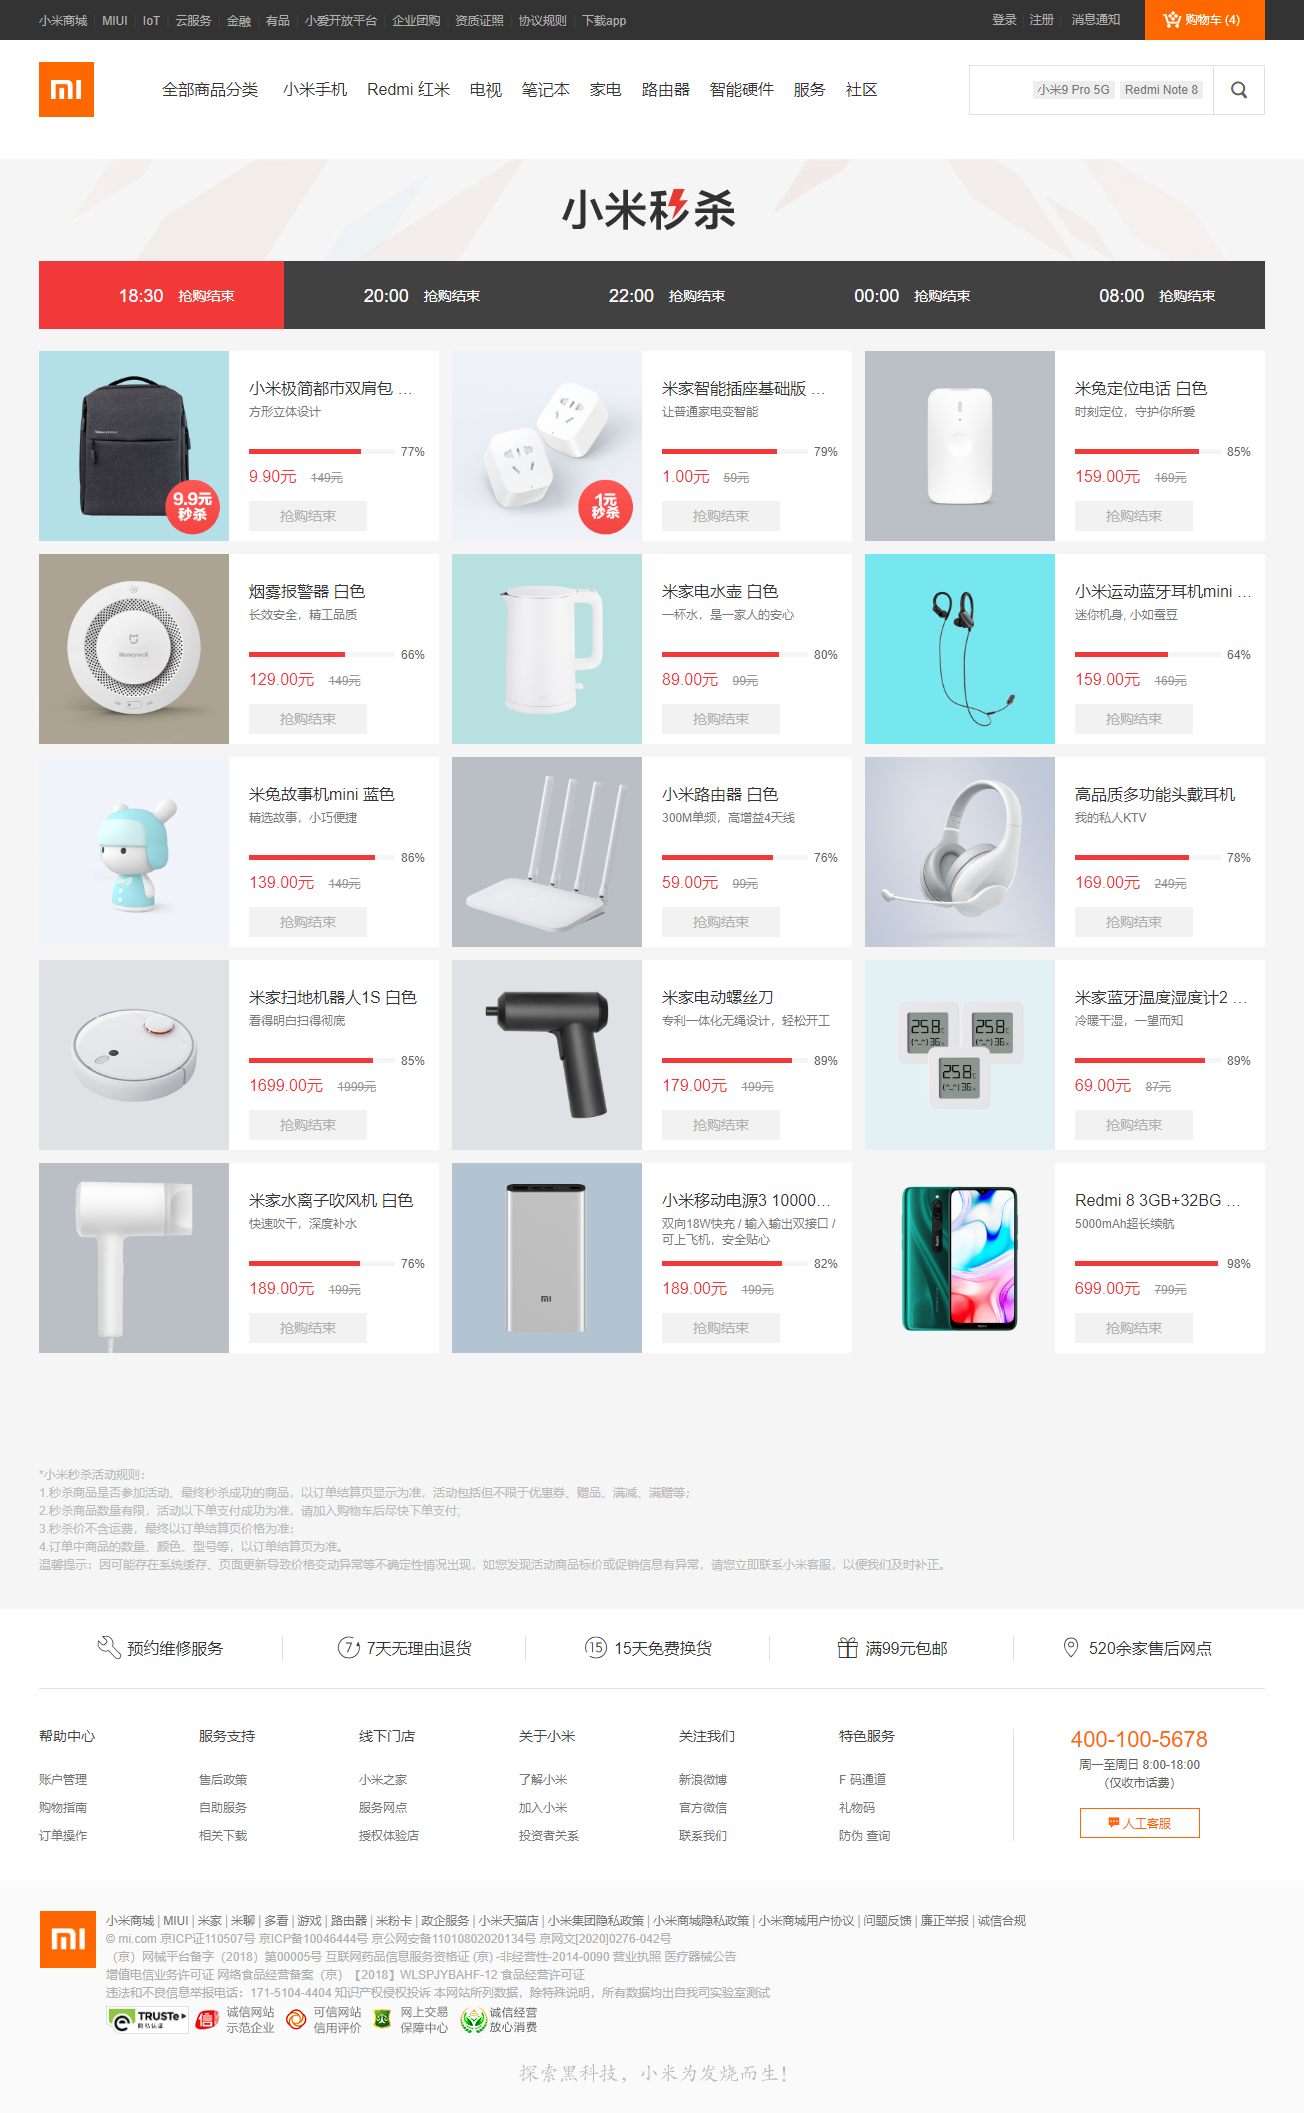 小米商城 MIUI IoT 云服务 金融 有品 小爱开放平台 企业团购 资质证照 协议规则 下载app 登录 注册 消息通知 购物车 (4)
全部商品分类 小米手机 Redmi 红米 电视 笔记本 家电 路由器 智能硬件 服务 社区 小米9 Pro 5G Redmi Note 8
小米秒杀
18:30 抢购结束 20:00 抢购结束 22:00 抢购结束 00:00 抢购结束 08:00 抢购结束
小米极简都市双肩包 ...
方形立体设计
77%
9.90元 149元
抢购结束
9.9元
秒杀
米家智能插座基础版 ...
让普通家电变智能
79%
1.00元 59元
抢购结束
1元
秒杀
米兔定位电话 白色
时刻定位，守护你所爱
85%
159.00元 169元
抢购结束
烟雾报警器 白色
长效安全，精工品质
66%
129.00元 149元
抢购结束
Honeywell
米家电水壶 白色
一杯水，是一家人的安心
80%
89.00元 99元
抢购结束
小米运动蓝牙耳机mini ...
迷你机身, 小如蚕豆
64%
159.00元 169元
抢购结束
米兔故事机mini 蓝色
精选故事，小巧便捷
86%
139.00元 149元
抢购结束
小米路由器 白色
300M单频，高增益4天线
76%
59.00元 99元
抢购结束
高品质多功能头戴耳机
我的私人KTV
78%
169.00元 249元
抢购结束
米家扫地机器人1S 白色
看得明白扫得彻底
85%
1699.00元 1999元
抢购结束
米家电动螺丝刀
专利一体化无绳设计，轻松开工
89%
179.00元 199元
抢购结束
米家蓝牙温度湿度计2 ...
冷暖干湿，一望而知
89%
69.00元 87元
抢购结束
米家水离子吹风机 白色
快速吹干，深度补水
76%
189.00元 199元
抢购结束
小米移动电源3 10000...
双向18W快充 / 输入输出双接口 /
可上飞机，安全贴心
82%
189.00元 199元
抢购结束
Redmi 8 3GB+32BG ...
5000mAh超长续航
98%
699.00元 799元
抢购结束
*小米秒杀活动规则：
1.秒杀商品是否参加活动、最终秒杀成功的商品，以订单结算页显示为准，活动包括但不限于优惠券、赠品、满减、满赠等；
2.秒杀商品数量有限，活动以下单支付成功为准，请加入购物车后尽快下单支付;
3.秒杀价不含运费，最终以订单结算页价格为准；
4.订单中商品的数量、颜色、型号等，以订单结算页为准。
温馨提示：因可能存在系统缓存、页面更新导致价格变动异常等不确定性情况出现，如您发现活动商品标价或促销信息有异常，请您立即联系小米客服，以便我们及时补正。
预约维修服务 7 7天无理由退货 15 15天免费换货 满99元包邮 520余家售后网点
帮助中心 服务支持 线下门店 关于小米 关注我们 特色服务 400-100-5678
周一至周日 8:00-18:00
（仅收市话费）
账户管理 售后政策 小米之家 了解小米 新浪微博 F 码通道
购物指南 自助服务 服务网点 加入小米 官方微信 礼物码
人工客服
订单操作 相关下载 授权体验店 投资者关系 联系我们 防伪 查询
小米商城 | MIUI | 米家 | 米聊 | 多看 | 游戏 | 路由器 | 米粉卡 | 政企服务 | 小米天猫店 | 小米集团隐私政策 | 小米商城隐私政策 | 小米商城用户协议 | 问题反馈 | 廉正举报 | 诚信合规
© mi.com 京ICP证110507号 京ICP备10046444号 京公网安备11010802020134号 京网文[2020]0276-042号
（京）网械平台备字（2018）第00005号 互联网药品信息服务资格证 (京) -非经营性-2014-0090 营业执照 医疗器械公告
增值电信业务许可证 网络食品经营备案（京）【2018】WLSPJYBAHF-12 食品经营许可证
违法和不良信息举报电话：171-5104-4404 知识产权侵权投诉 本网站所列数据，除特殊说明，所有数据均出自我司实验室测试
TRUSTe 诚信网站 可信网站 网上交易 诚信经营
示范企业 信用评价 保障中心 放心消费
探索黑科技，小米为发烧而生！